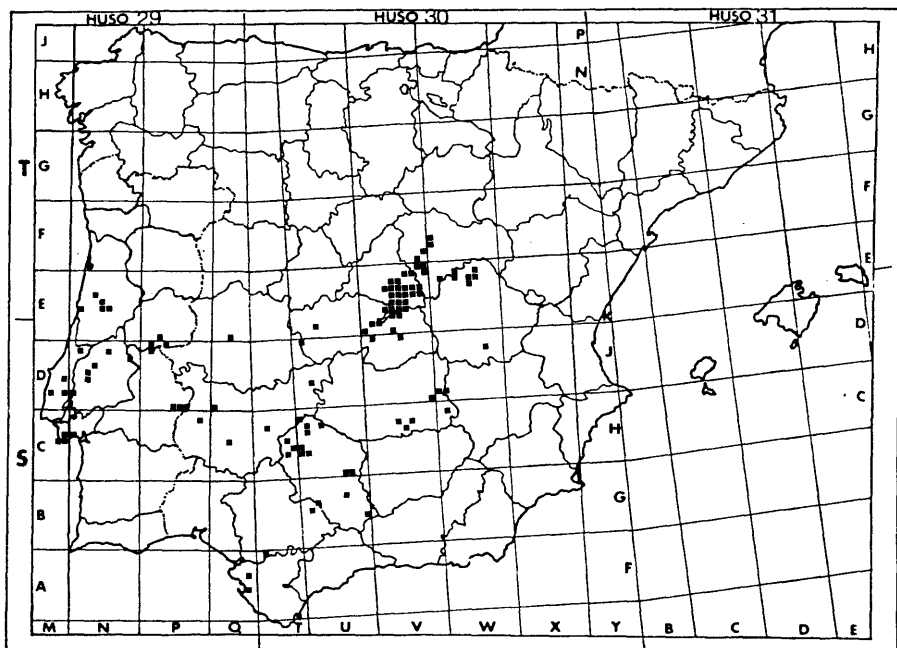 HUSO 29 HUSO 30 HUSO 31
J P H
N
H G
T G F
F E
E K D
J
D C
S C H
B G
A F
M N P Q T U V W X Y B C D E